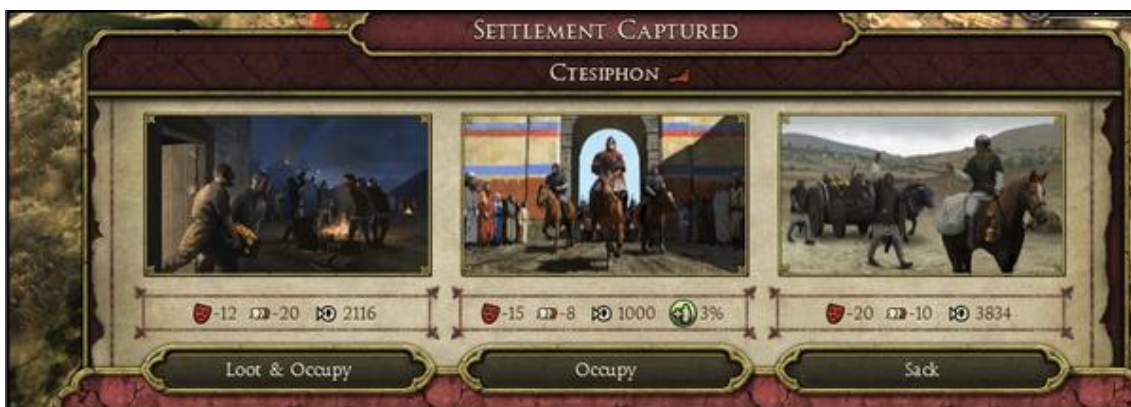 SETTLEMENT CAPTURED
CTESIPHON
-12 -20 2116
-15 -8 1000 3%
-20 -10 3834
Loot & Occupy
Occupy
Sack